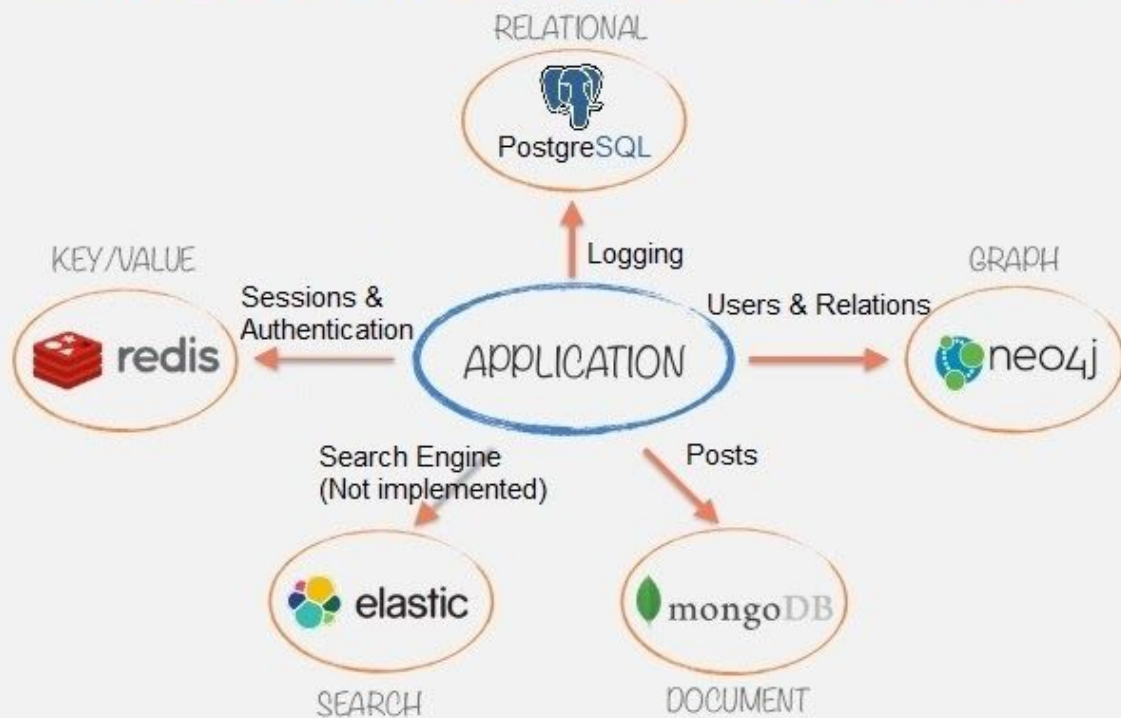 RELATIONAL
PostgreSQL
Logging
KEY/VALUE
redis
Sessions &
Authentication
APPLICATION
Users & Relations
GRAPH
neo4j
Search Engine
(Not implemented)
Posts
elastic
mongoDB
SEARCH
DOCUMENT